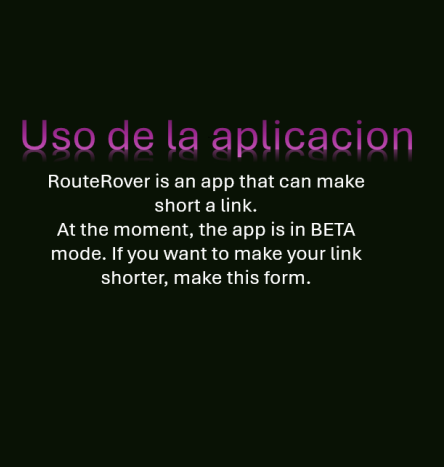 Uso de la aplicacion
RouteRover is an app that can make
short a link.
At the moment, the app is in BETA
mode. If you want to make your link
shorter, make this form.